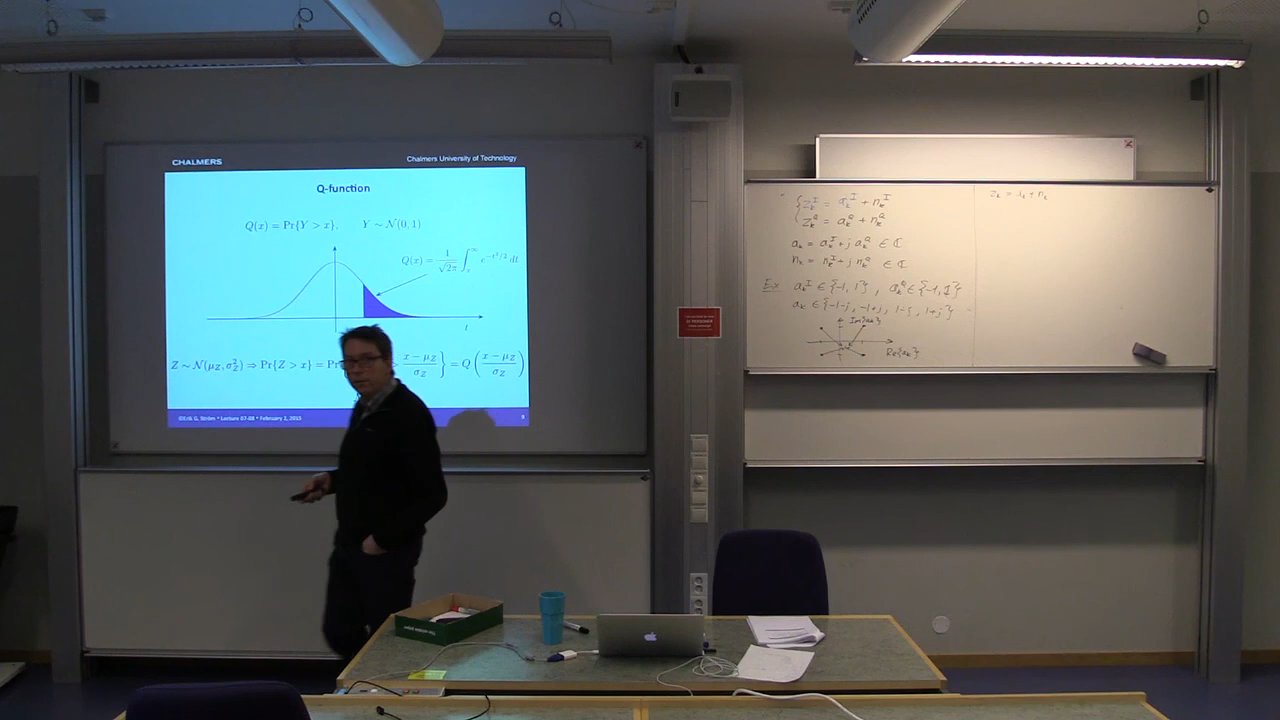 CHALMERS
Chalmers University of Technology
Q-function
Q(x) = Pr{Y > x}, Y ∼ N(0, 1)
Q(x) = 1/√2π ∫ₓ^∞ e^{-t²/2} dt
t
Z ∼ N(μ_Z, σ_Z²) ⇒ Pr{Z > x} = Pr > (x − μ_Z)/σ_Z } = Q((x − μ_Z)/σ_Z)
©Erik G. Ström * Lecture 07-08 * February 2, 2015
9
{ z_k^I = a_k^I + n_k^I
z_k^Q = a_k^Q + n_k^Q
a_k = a_k^I + j a_k^Q ∈ ℂ
n_k = n_k^I + j n_k^Q ∈ ℂ
Ex a_k^I ∈ {-1, 1}, a_k^Q ∈ {-1, 1}
a_k ∈ {-1-j, -1+j, 1-j, 1+j}
Im{a_k}
Re{a_k}
z_k = a_k + n_k